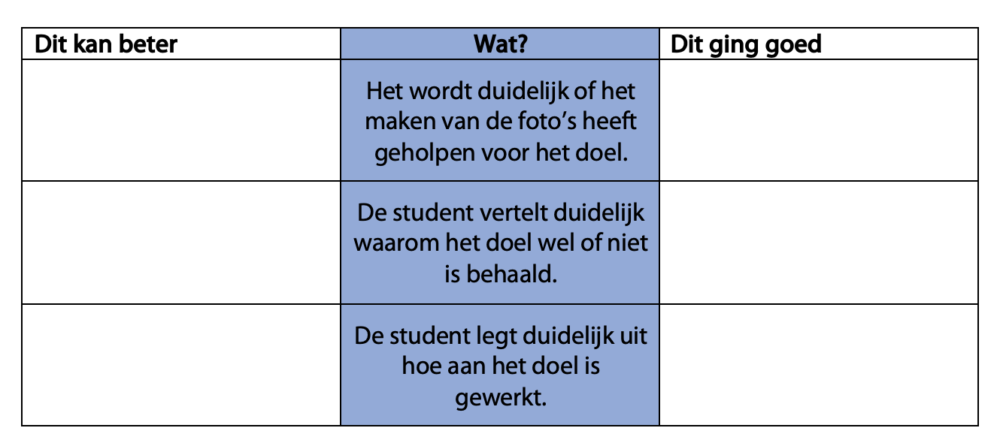 Dit kan beter
Wat?
Dit ging goed
Het wordt duidelijk of het
maken van de foto’s heeft
geholpen voor het doel.
De student vertelt duidelijk
waarom het doel wel of niet
is behaald.
De student legt duidelijk uit
hoe aan het doel is
gewerkt.